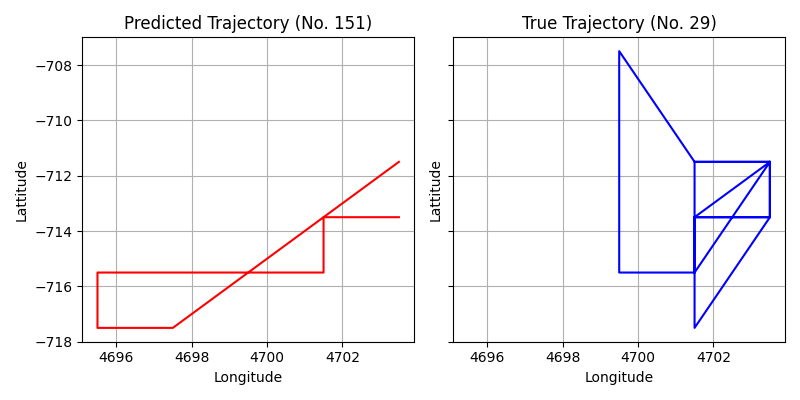 Predicted Trajectory (No. 151)
True Trajectory (No. 29)
−708
−710
−712
−714
−716
−718
Lattitude
Lattitude
4696
4698
4700
4702
4696
4698
4700
4702
Longitude
Longitude